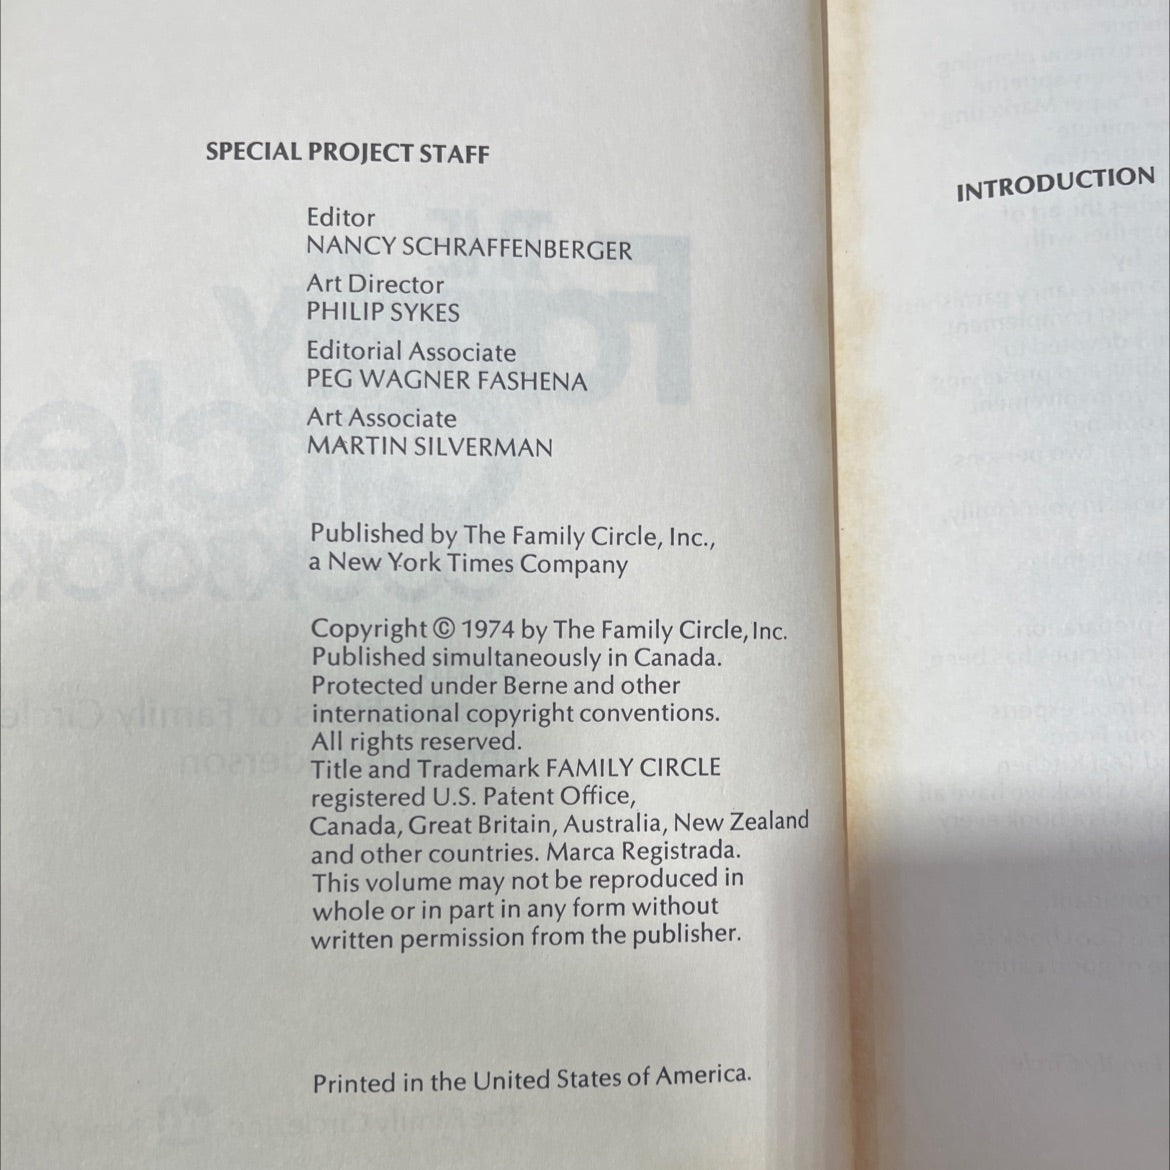 SPECIAL PROJECT STAFF
Editor
NANCY SCHRAFFENBERGER
Art Director
PHILIP SYKES
Editorial Associate
PEG WAGNER FASHENA
Art Associate
MARTIN SILVERMAN
Published by The Family Circle, Inc.,
a New York Times Company
Copyright © 1974 by The Family Circle, Inc.
Published simultaneously in Canada.
Protected under Berne and other
international copyright conventions.
All rights reserved.
Title and Trademark FAMILY CIRCLE
registered U.S. Patent Office,
Canada, Great Britain, Australia, New Zealand
and other countries. Marca Registrada.
This volume may not be reproduced in
whole or in part in any form without
written permission from the publisher.
Printed in the United States of America.
INTRODUCTION